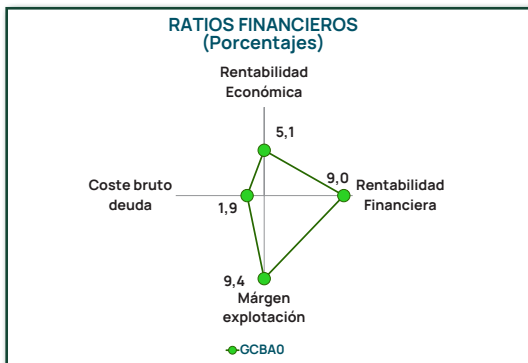 RATIOS FINANCIEROS
(Porcentajes)
Rentabilidad
Económica
5,1
9,0
Rentabilidad
Financiera
Coste bruto
deuda
1,9
9,4
Márgen
explotación
GCBA0